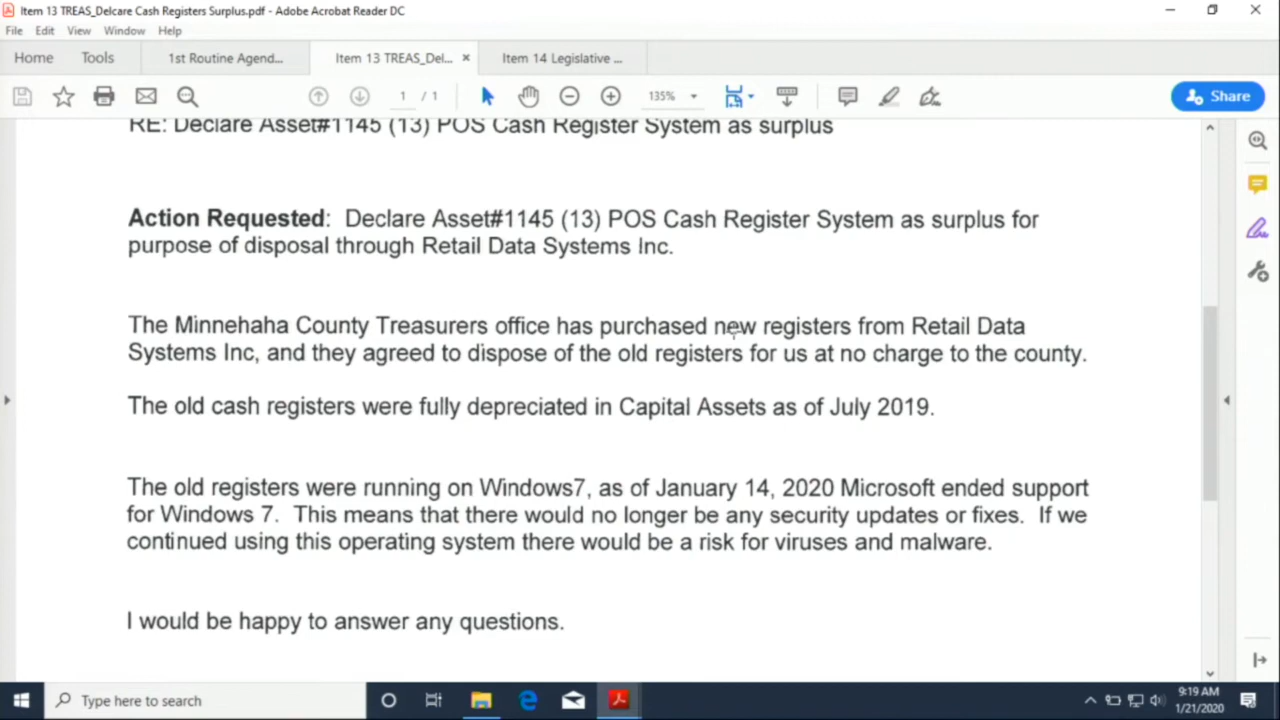 Item 13 TREAS_Delcare Cash Registers Surplus.pdf - Adobe Acrobat Reader DC
File Edit View Window Help
Home Tools 1st Routine Agend... Item 13 TREAS_Del... × Item 14 Legislative ...
1 / 1 135% Share
RE: Declare Asset#1145 (13) POS Cash Register System as surplus
Action Requested: Declare Asset#1145 (13) POS Cash Register System as surplus for
purpose of disposal through Retail Data Systems Inc.
The Minnehaha County Treasurers office has purchased new registers from Retail Data
Systems Inc, and they agreed to dispose of the old registers for us at no charge to the county.
The old cash registers were fully depreciated in Capital Assets as of July 2019.
The old registers were running on Windows7, as of January 14, 2020 Microsoft ended support
for Windows 7. This means that there would no longer be any security updates or fixes. If we
continued using this operating system there would be a risk for viruses and malware.
I would be happy to answer any questions.
Type here to search
9:19 AM
1/21/2020